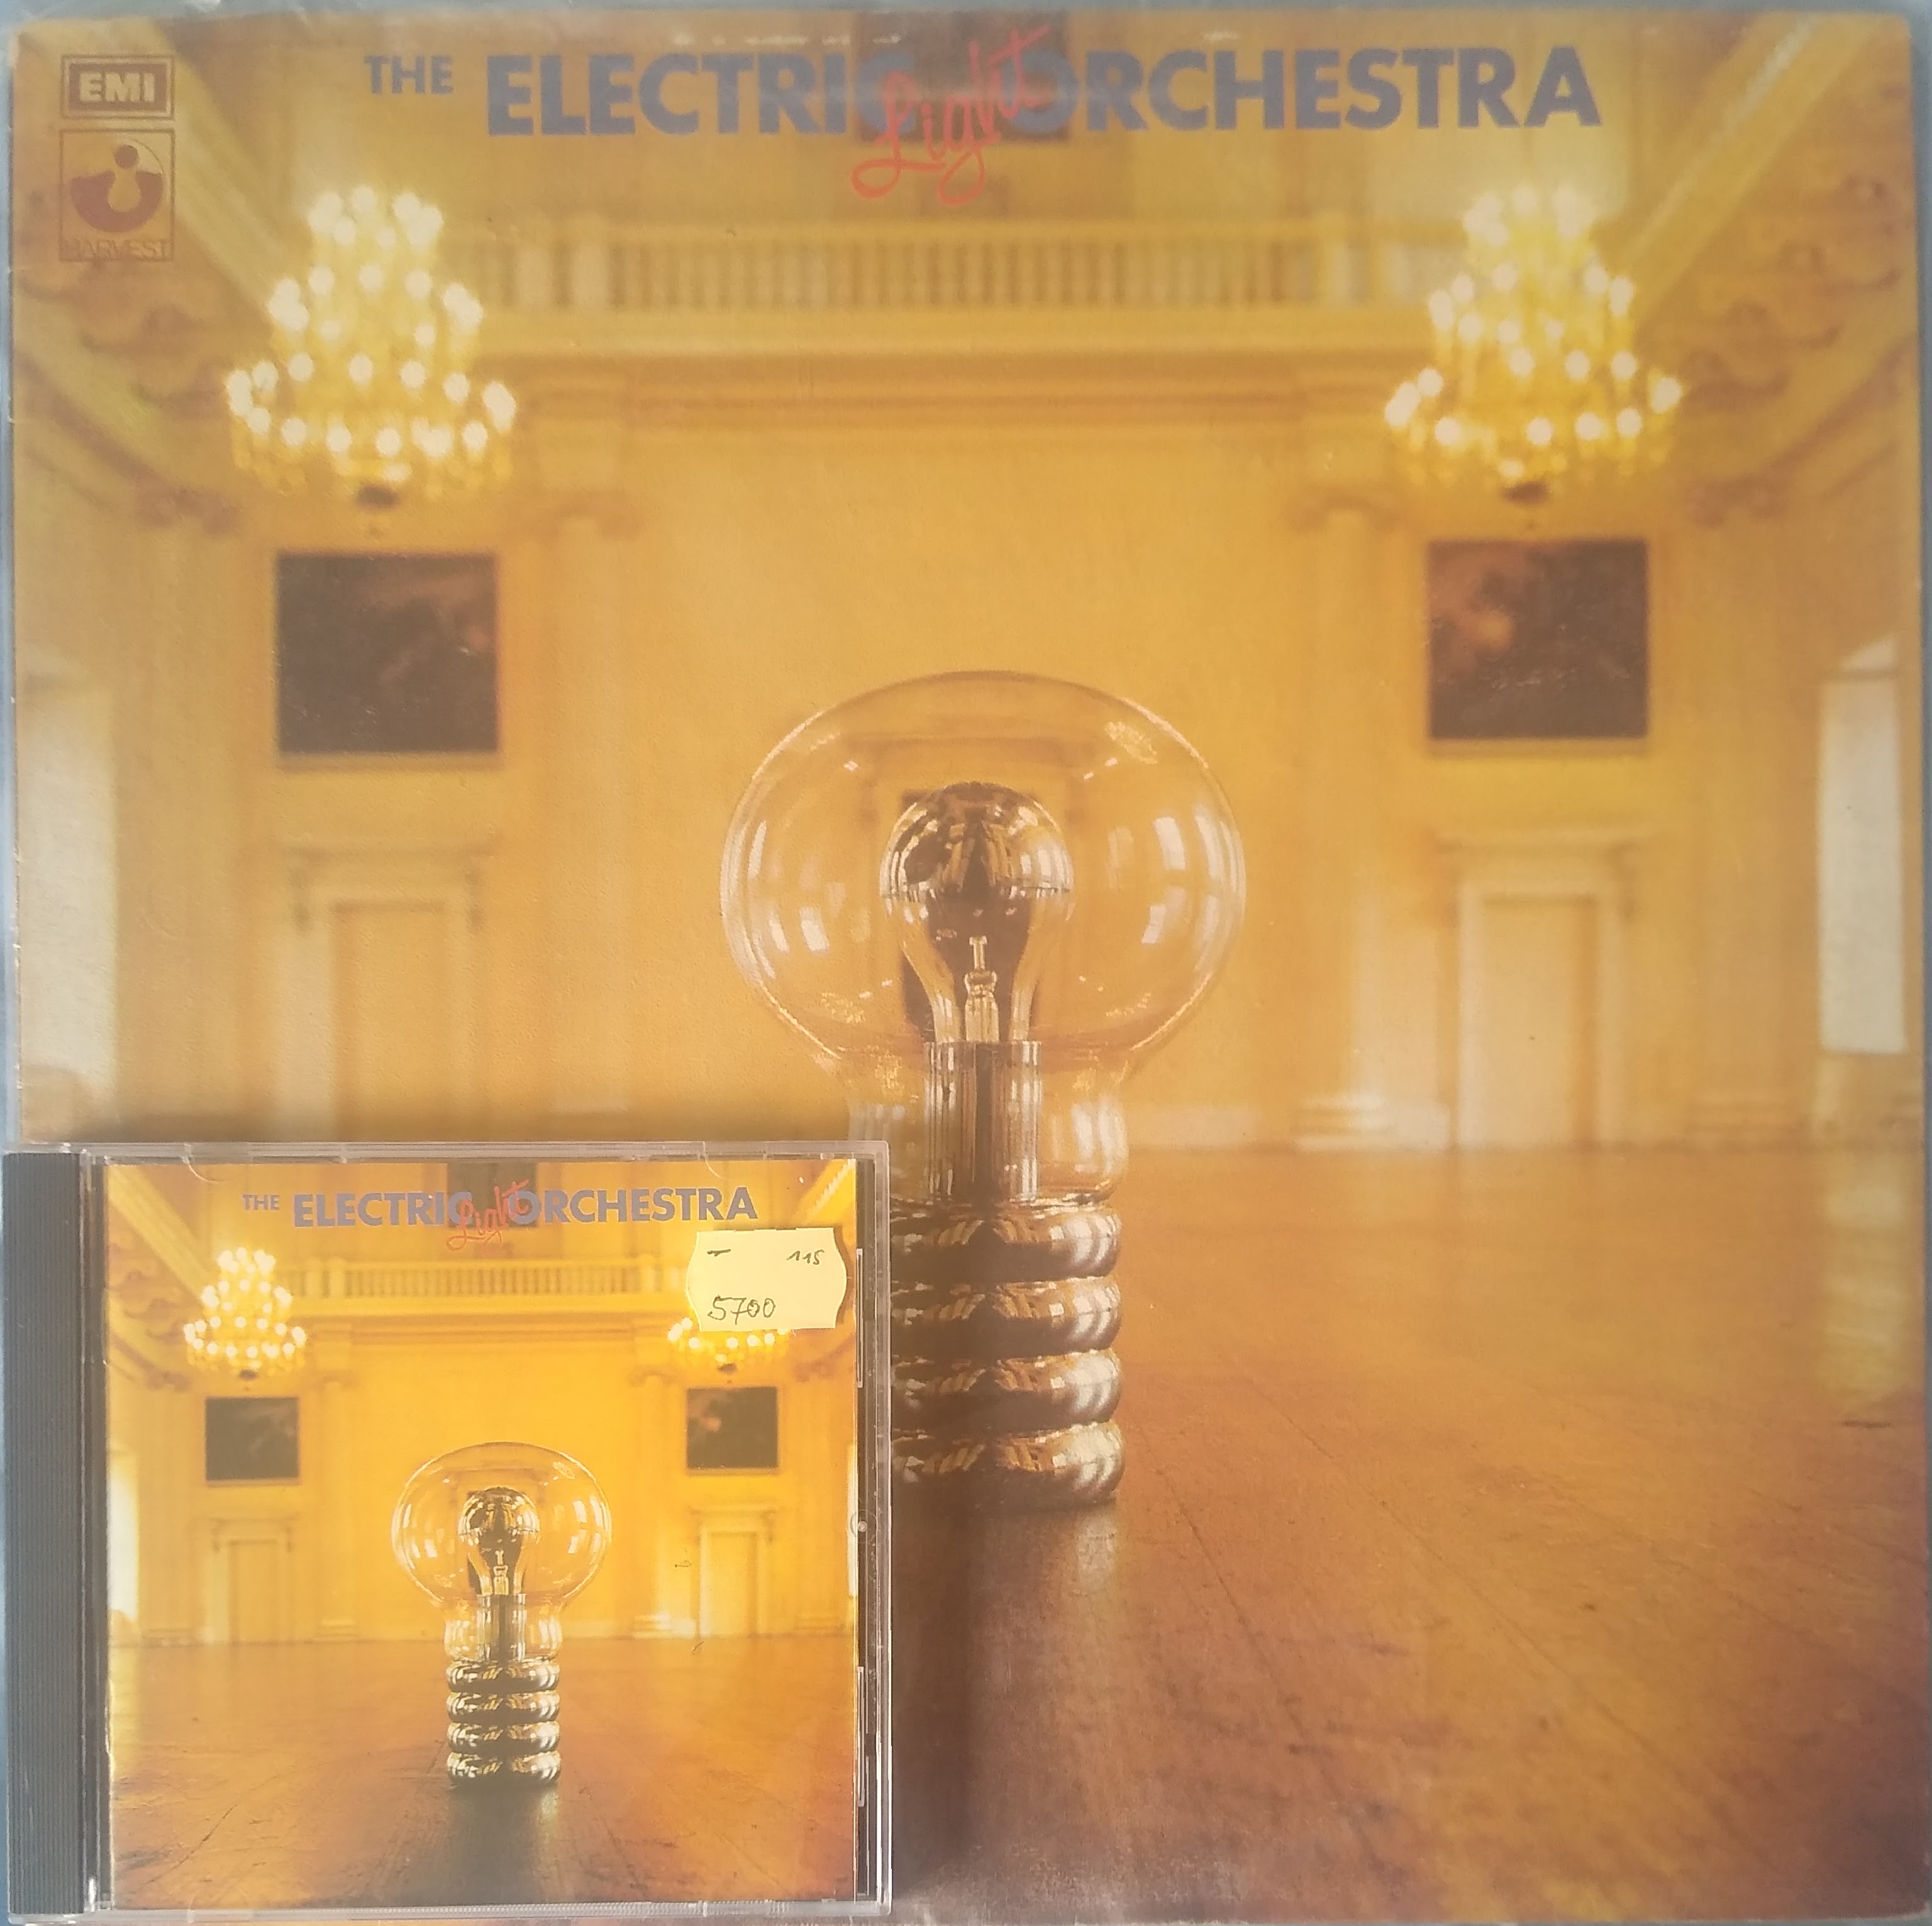 THE ELECTRIC Light ORCHESTRA
EMI
HARVEST
THE ELECTRIC Light ORCHESTRA
115
5700